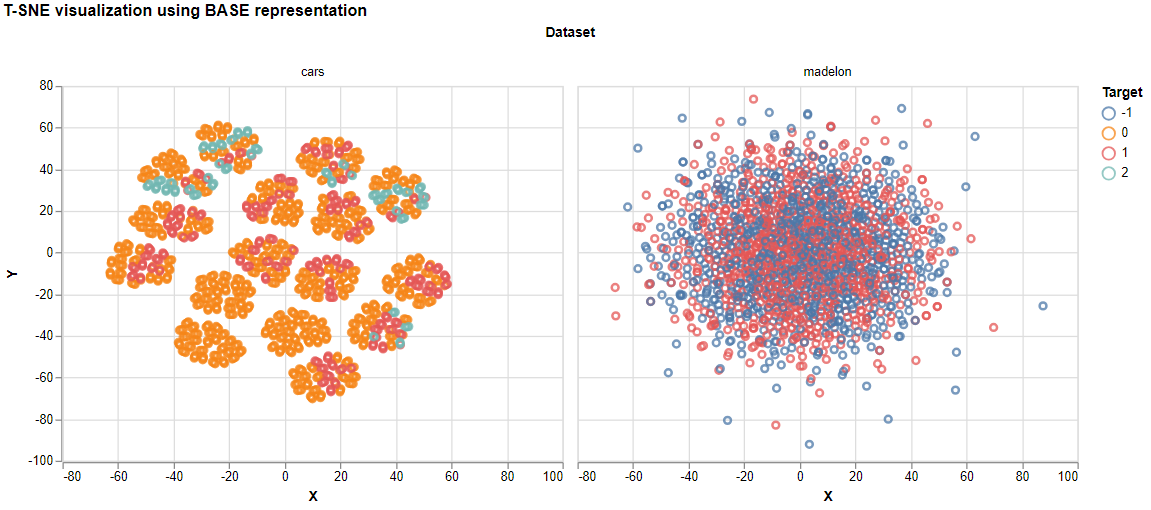 T-SNE visualization using BASE representation
Dataset
cars
madelon
Target
-1
0
1
2
Y
80
60
40
20
0
-20
-40
-60
-80
-100
-80 -60 -40 -20 0 20 40 60 80 100
-80 -60 -40 -20 0 20 40 60 80 100
X
X